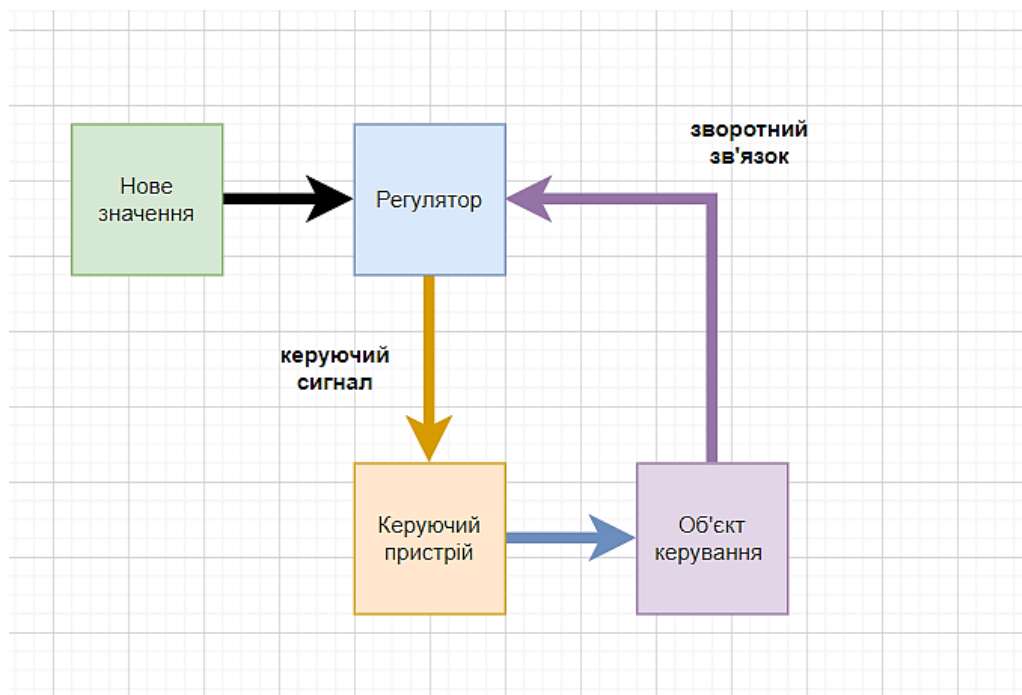 Нове
значення
Регулятор
зворотний
зв'язок
керуючий
сигнал
Керуючий
пристрій
Об'єкт
керування